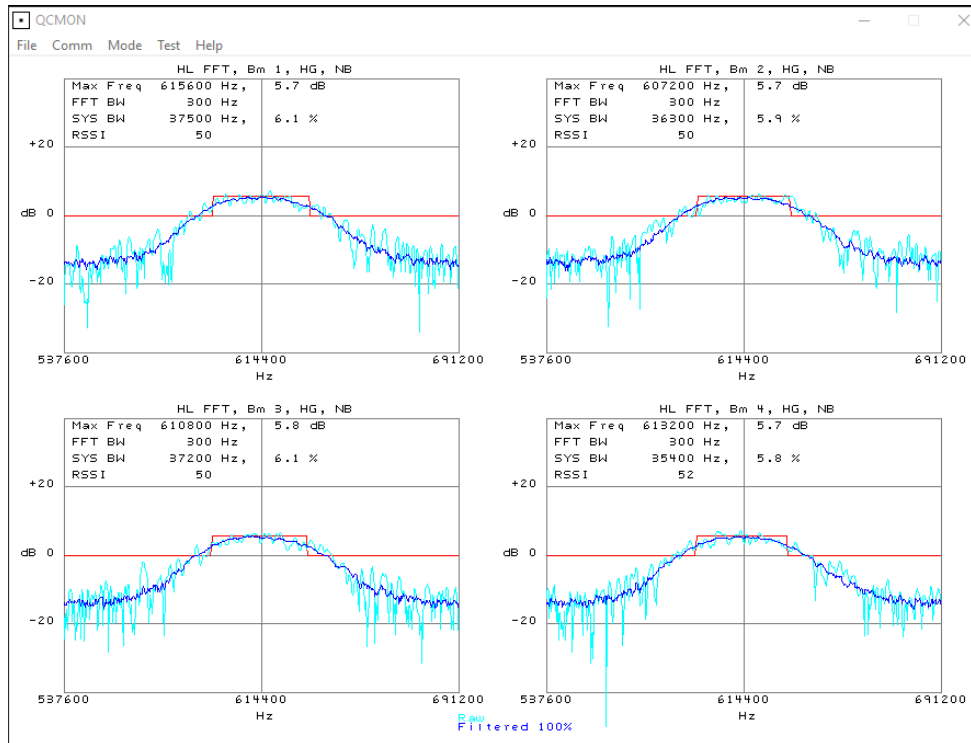 QCMON
File Comm Mode Test Help
HL FFT, Bm 1, HG, NB
Max Freq 615600 Hz, 5.7 dB
FFT BW 300 Hz
SYS BW 37500 Hz, 6.1 %
RSSI 50
+20
dB 0
-20
537600 614400 691200
Hz
HL FFT, Bm 2, HG, NB
Max Freq 607200 Hz, 5.7 dB
FFT BW 300 Hz
SYS BW 36300 Hz, 5.9 %
RSSI 50
+20
dB 0
-20
537600 614400 691200
Hz
HL FFT, Bm 3, HG, NB
Max Freq 610800 Hz, 5.8 dB
FFT BW 300 Hz
SYS BW 37200 Hz, 6.1 %
RSSI 50
+20
dB 0
-20
537600 614400 691200
Hz
HL FFT, Bm 4, HG, NB
Max Freq 613200 Hz, 5.7 dB
FFT BW 300 Hz
SYS BW 35400 Hz, 5.8 %
RSSI 52
+20
dB 0
-20
537600 614400 691200
Hz
Raw
Filtered 100%